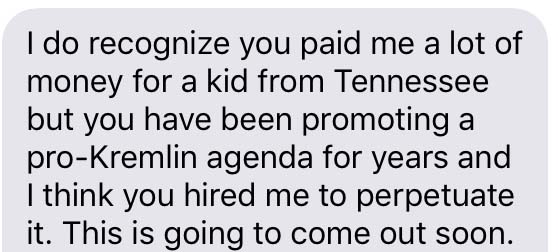 I do recognize you paid me a lot of
money for a kid from Tennessee
but you have been promoting a
pro-Kremlin agenda for years and
I think you hired me to perpetuate
it. This is going to come out soon.